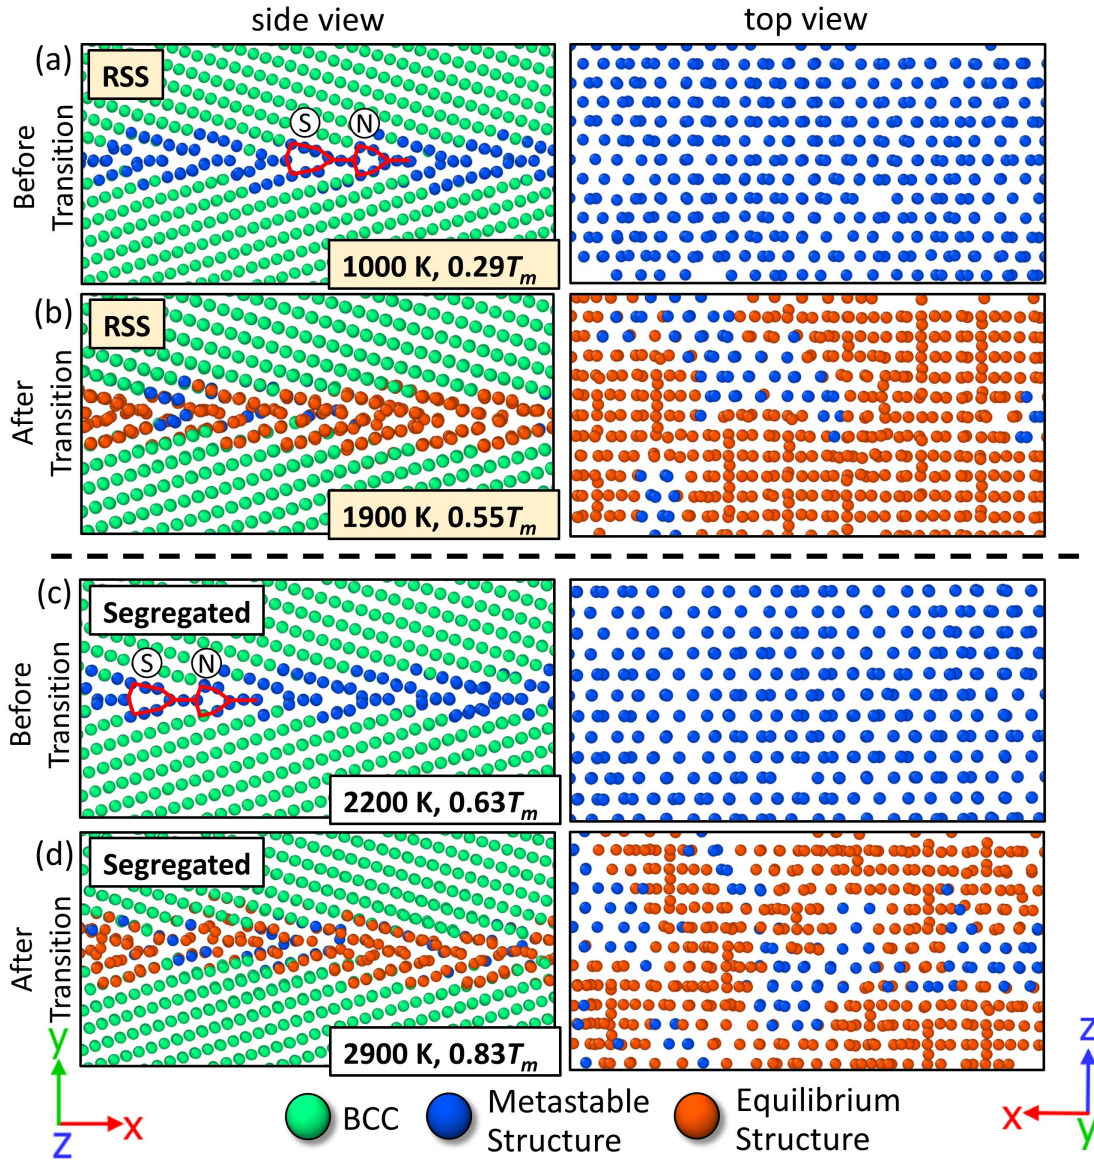 side view
top view
(a)
RSS
Before
Transition
S
N
1000 K, 0.29Tm
(b)
RSS
After
Transition
1900 K, 0.55Tm
(c)
Segregated
Before
Transition
S
N
2200 K, 0.63Tm
(d)
Segregated
After
Transition
2900 K, 0.83Tm
y
x
z
BCC
Metastable
Structure
Equilibrium
Structure
z
x
y